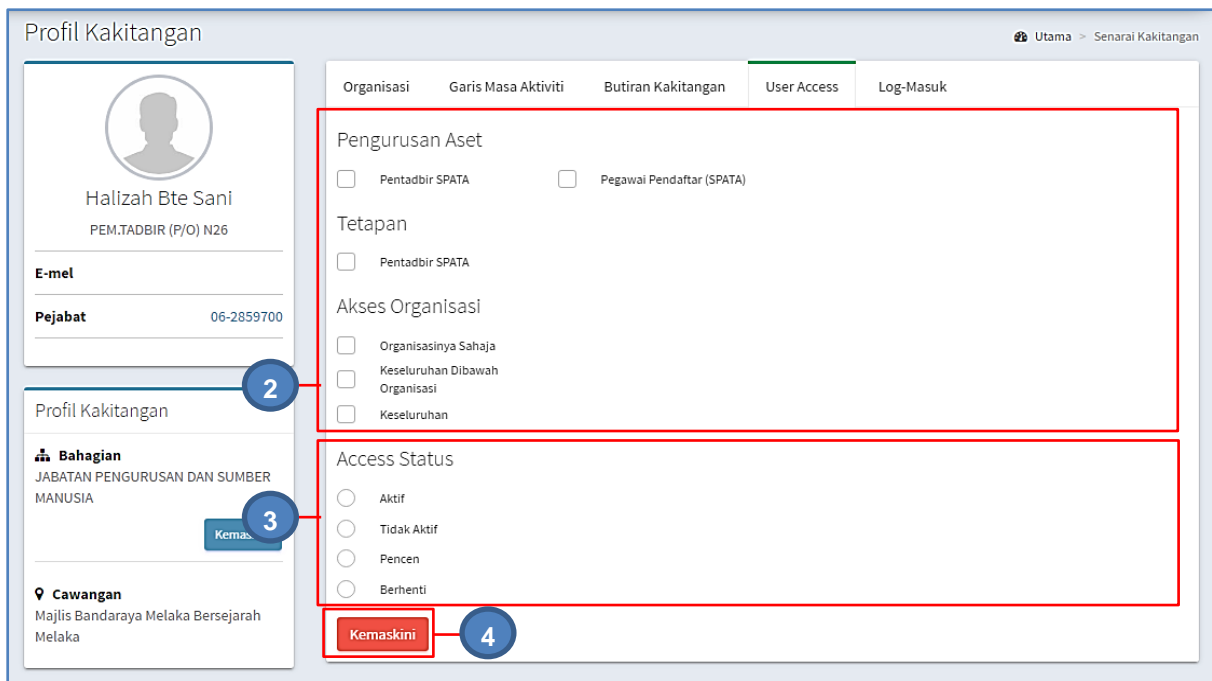 Profil Kakitangan
Utama > Senarai Kakitangan
Halizah Bte Sani
PEM.TADBIR (P/O) N26
E-mel
Pejabat 06-2859700
Profil Kakitangan
Bahagian
JABATAN PENGURUSAN DAN SUMBER
MANUSIA
Cawangan
Majlis Bandaraya Melaka Bersejarah
Melaka
Organisasi Garis Masa Aktiviti Butiran Kakitangan User Access Log-Masuk
Pengurusan Aset
Pentadbir SPATA Pegawai Pendaftar (SPATA)
Tetapan
Pentadbir SPATA
Akses Organisasi
Organisasinya Sahaja
Keseluruhan Dibawah
Organisasi
Keseluruhan
2
Access Status
Aktif
Tidak Aktif
Pencen
Berhenti
3
Kemaskini
4